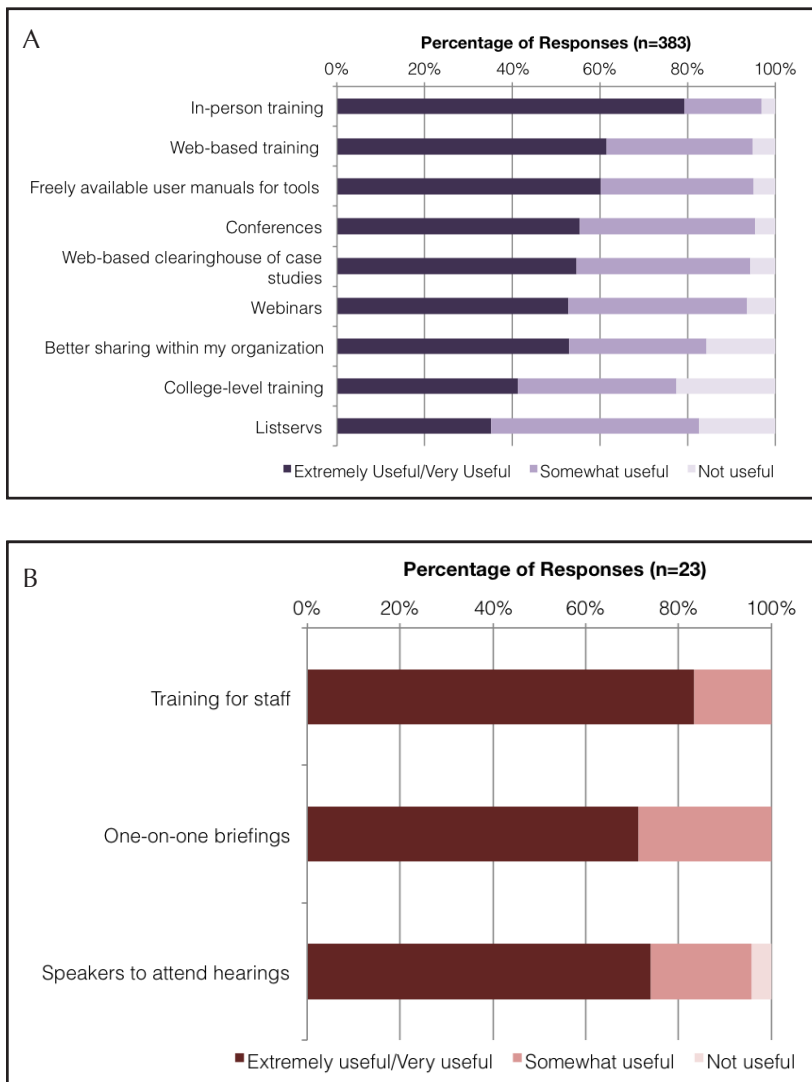 A
Percentage of Responses (n=383)
0% 20% 40% 60% 80% 100%
In-person training
Web-based training
Freely available user manuals for tools
Conferences
Web-based clearinghouse of case
studies
Webinars
Better sharing within my organization
College-level training
Listservs
Extremely Useful/Very Useful Somewhat useful Not useful
B
Percentage of Responses (n=23)
0% 20% 40% 60% 80% 100%
Training for staff
One-on-one briefings
Speakers to attend hearings
Extremely useful/Very useful Somewhat useful Not useful